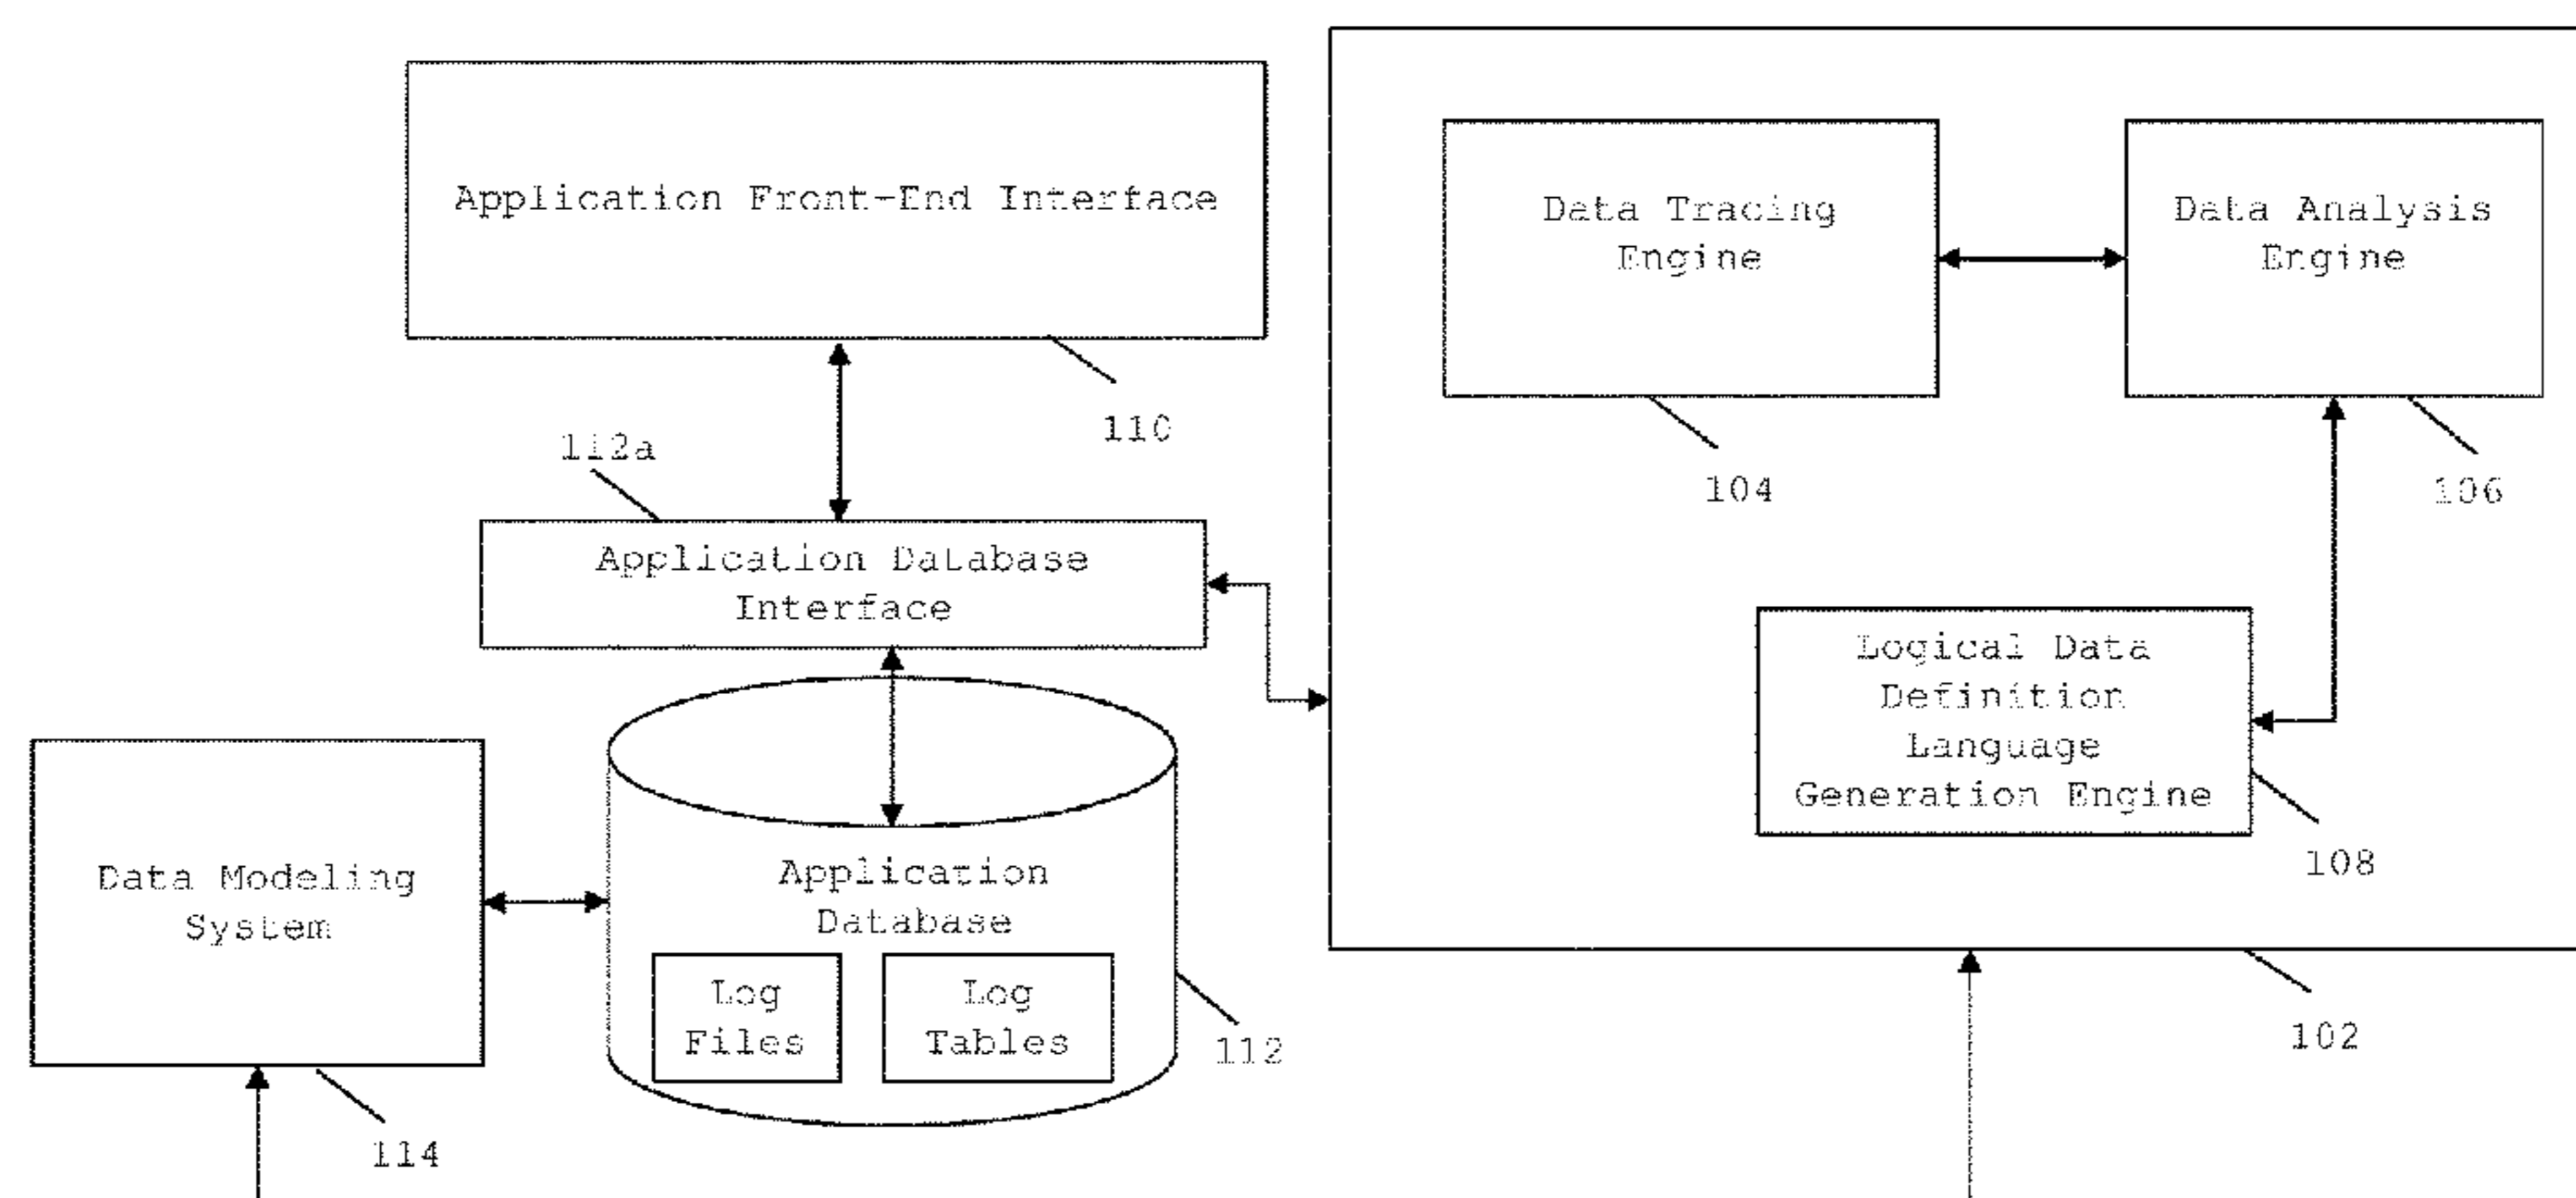 Application Front-End Interface
110
112a
Application Database
Interface
Application
Database
Log
Files
Log
Tables
112
Data Modeling
System
114
Data Tracing
Engine
104
Data Analysis
Engine
106
Logical Data
Definition
Language
Generation Engine
108
102